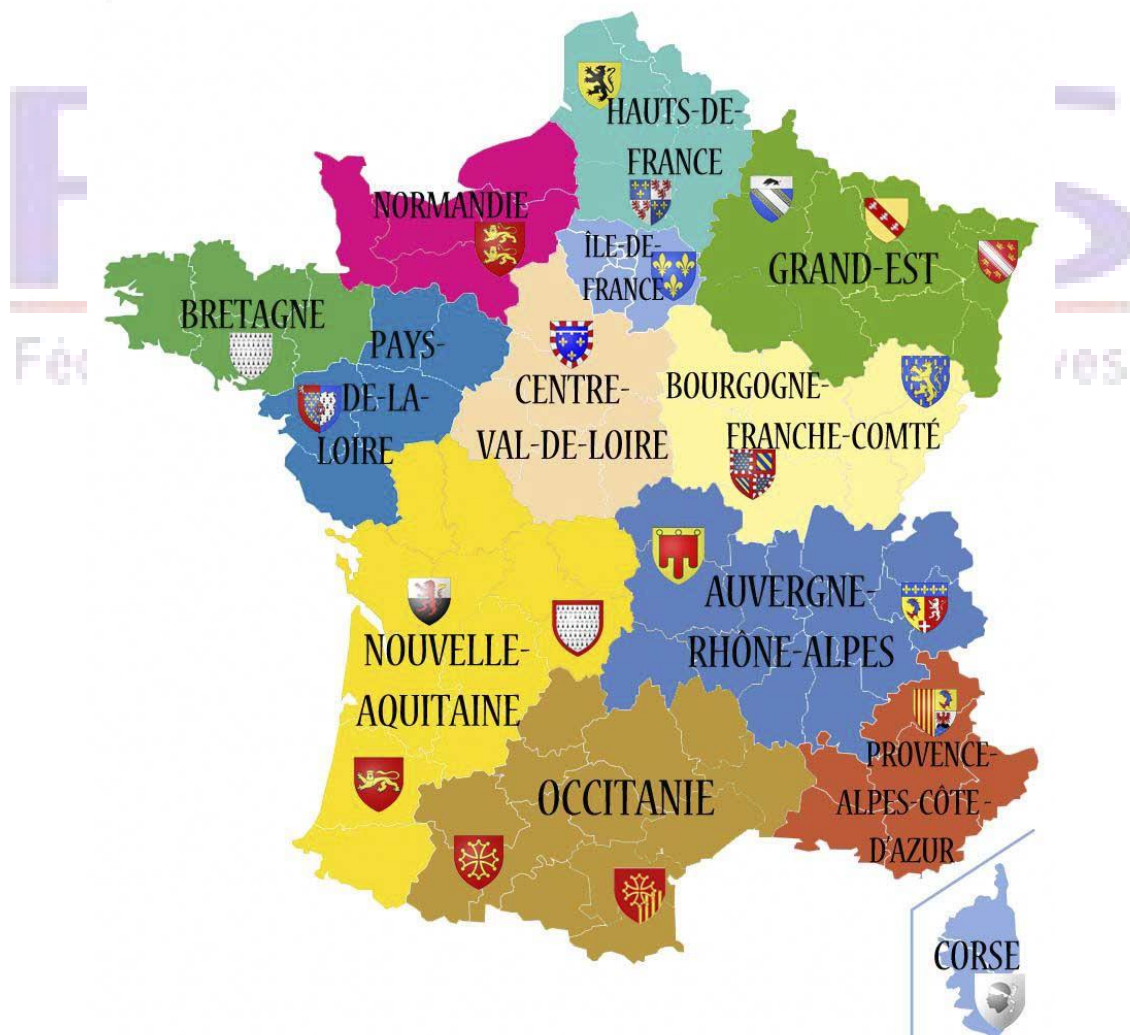 HAUTS-DE-
FRANCE
NORMANDIE
ÎLE-DE-
FRANCE
GRAND-EST
BRETAGNE
PAYS-
DE-LA-
LOIRE
CENTRE-
VAL-DE-LOIRE
BOURGOGNE-
FRANCHE-COMTÉ
AUVERGNE-
RHÔNE-ALPES
NOUVELLE-
AQUITAINE
OCCITANIE
PROVENCE-
ALPES-CÔTE-
D'AZUR
CORSE